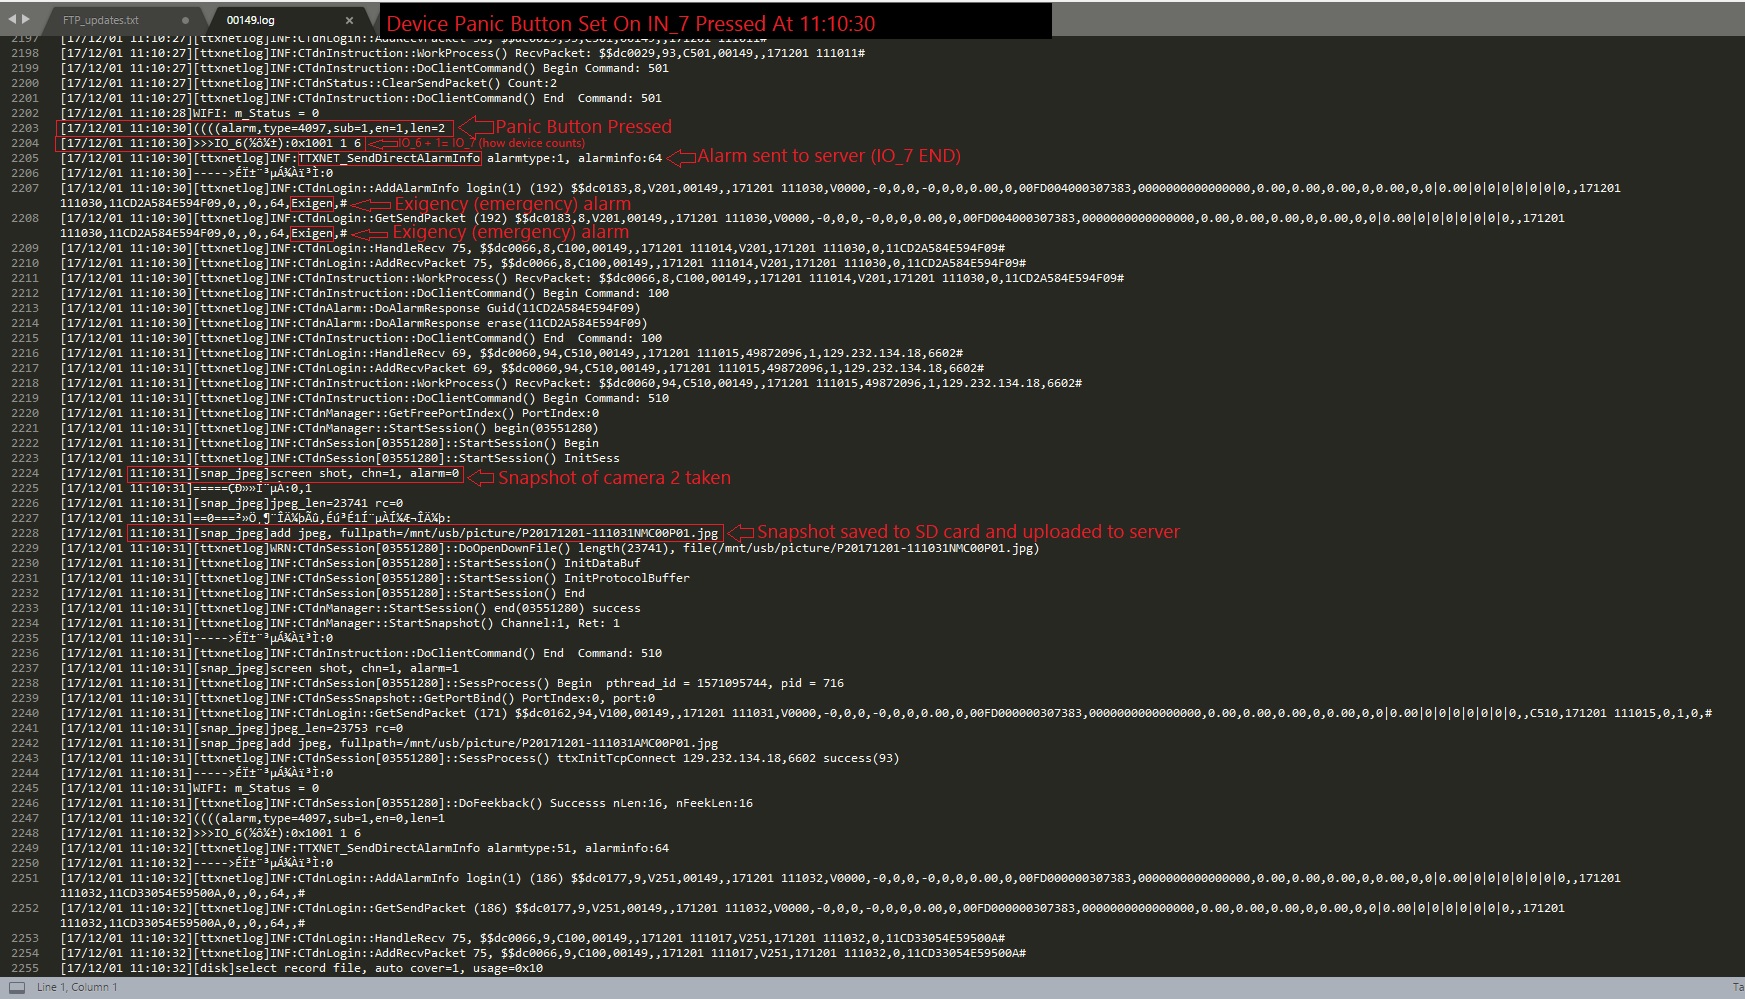 FTP_updates.txt
00149.log
Device Panic Button Set On IN_7 Pressed At 11:10:30
2197 [17/12/01 11:10:27][ttxnetlog]INF:CTdnLogin::AddRecvPacket 38, $$dc0029,93,C501,00149,,171201 111011#
2198 [17/12/01 11:10:27][ttxnetlog]INF:CTdnInstruction::WorkProcess() RecvPacket: $$dc0029,93,C501,00149,,171201 111011#
2199 [17/12/01 11:10:27][ttxnetlog]INF:CTdnInstruction::DoClientCommand() Begin Command: 501
2200 [17/12/01 11:10:27][ttxnetlog]INF:CTdnStatus::ClearSendPacket() Count:2
2201 [17/12/01 11:10:27][ttxnetlog]INF:CTdnInstruction::DoClientCommand() End  Command: 501
2202 [17/12/01 11:10:28]WIFI: m_Status = 0
2203 [17/12/01 11:10:30]((((alarm,type=4097,sub=1,en=1,len=2 Panic Button Pressed
2204 [17/12/01 11:10:30]>>>IO_6(½ô¼±):0x1001 1 6 IO_6 + 1= IO_7 (how device counts)
2205 [17/12/01 11:10:30][ttxnetlog]INF:TTXNET_SendDirectAlarmInfo alarmtype:1, alarminfo:64 Alarm sent to server (IO_7 END)
2206 [17/12/01 11:10:30]----->ÉÏ±¨³µÁ¾Àï³Ì:0
2207 [17/12/01 11:10:30][ttxnetlog]INF:CTdnLogin::AddAlarmInfo login(1) (192) $$dc0183,8,V201,00149,,171201 111030,V0000,-0,0,0,-0,0,0,0.00,0,00FD004000307383,0000000000000000,0.00,0.00,0.00,0,0.00,0,0|0.00|0|0|0|0|0|0|0,,171201
111030,11CD2A584E594F09,0,,0,,64,Exigen,# Exigency (emergency) alarm
2208 [17/12/01 11:10:30][ttxnetlog]INF:CTdnLogin::GetSendPacket (192) $$dc0183,8,V201,00149,,171201 111030,V0000,-0,0,0,-0,0,0,0.00,0,00FD004000307383,0000000000000000,0.00,0.00,0.00,0,0.00,0,0|0.00|0|0|0|0|0|0|0,,171201
111030,11CD2A584E594F09,0,,0,,64,Exigen,# Exigency (emergency) alarm
2209 [17/12/01 11:10:30][ttxnetlog]INF:CTdnLogin::HandleRecv 75, $$dc0066,8,C100,00149,,171201 111014,V201,171201 111030,0,11CD2A584E594F09#
2210 [17/12/01 11:10:30][ttxnetlog]INF:CTdnLogin::AddRecvPacket 75, $$dc0066,8,C100,00149,,171201 111014,V201,171201 111030,0,11CD2A584E594F09#
2211 [17/12/01 11:10:30][ttxnetlog]INF:CTdnInstruction::WorkProcess() RecvPacket: $$dc0066,8,C100,00149,,171201 111014,V201,171201 111030,0,11CD2A584E594F09#
2212 [17/12/01 11:10:30][ttxnetlog]INF:CTdnInstruction::DoClientCommand() Begin Command: 100
2213 [17/12/01 11:10:30][ttxnetlog]INF:CTdnAlarm::DoAlarmResponse Guid(11CD2A584E594F09)
2214 [17/12/01 11:10:30][ttxnetlog]INF:CTdnAlarm::DoAlarmResponse erase(11CD2A584E594F09)
2215 [17/12/01 11:10:30][ttxnetlog]INF:CTdnInstruction::DoClientCommand() End  Command: 100
2216 [17/12/01 11:10:31][ttxnetlog]INF:CTdnLogin::HandleRecv 69, $$dc0060,94,C510,00149,,171201 111015,49872096,1,129.232.134.18,6602#
2217 [17/12/01 11:10:31][ttxnetlog]INF:CTdnLogin::AddRecvPacket 69, $$dc0060,94,C510,00149,,171201 111015,49872096,1,129.232.134.18,6602#
2218 [17/12/01 11:10:31][ttxnetlog]INF:CTdnInstruction::WorkProcess() RecvPacket: $$dc0060,94,C510,00149,,171201 111015,49872096,1,129.232.134.18,6602#
2219 [17/12/01 11:10:31][ttxnetlog]INF:CTdnInstruction::DoClientCommand() Begin Command: 510
2220 [17/12/01 11:10:31][ttxnetlog]INF:CTdnManager::GetFreePortIndex() PortIndex:0
2221 [17/12/01 11:10:31][ttxnetlog]INF:CTdnManager::StartSession() begin(03551280)
2222 [17/12/01 11:10:31][ttxnetlog]INF:CTdnSession[03551280]::StartSession() Begin
2223 [17/12/01 11:10:31][ttxnetlog]INF:CTdnSession[03551280]::StartSession() InitSess
2224 [17/12/01 11:10:31][snap_jpeg]screen shot, chn=1, alarm=0 Snapshot of camera 2 taken
2225 [17/12/01 11:10:31]=====ÇÐ»»Í¨µÀ:0,1
2226 [17/12/01 11:10:31][snap_jpeg]jpeg_len=23741 rc=0
2227 [17/12/01 11:10:31]==0===²»Ö¸¶¨ÎÄ¼þÃû,Éú³É1Í¨µÀÍ¼Æ¬ÎÄ¼þ:
2228 [17/12/01 11:10:31][snap_jpeg]add jpeg, fullpath=/mnt/usb/picture/P20171201-111031NMC00P01.jpg Snapshot saved to SD card and uploaded to server
2229 [17/12/01 11:10:31][ttxnetlog]WRN:CTdnSession[03551280]::DoOpenDownFile() length(23741), file(/mnt/usb/picture/P20171201-111031NMC00P01.jpg)
2230 [17/12/01 11:10:31][ttxnetlog]INF:CTdnSession[03551280]::StartSession() InitDataBuf
2231 [17/12/01 11:10:31][ttxnetlog]INF:CTdnSession[03551280]::StartSession() InitProtocolBuffer
2232 [17/12/01 11:10:31][ttxnetlog]INF:CTdnSession[03551280]::StartSession() End
2233 [17/12/01 11:10:31][ttxnetlog]INF:CTdnManager::StartSession() end(03551280) success
2234 [17/12/01 11:10:31][ttxnetlog]INF:CTdnManager::StartSnapshot() Channel:1, Ret: 1
2235 [17/12/01 11:10:31]----->ÉÏ±¨³µÁ¾Àï³Ì:0
2236 [17/12/01 11:10:31][ttxnetlog]INF:CTdnInstruction::DoClientCommand() End  Command: 510
2237 [17/12/01 11:10:31][snap_jpeg]screen shot, chn=1, alarm=1
2238 [17/12/01 11:10:31][ttxnetlog]INF:CTdnSession[03551280]::SessProcess() Begin  pthread_id = 1571095744, pid = 716
2239 [17/12/01 11:10:31][ttxnetlog]INF:CTdnSessSnapshot::GetPortBind() PortIndex:0, port:0
2240 [17/12/01 11:10:31][ttxnetlog]INF:CTdnLogin::GetSendPacket (171) $$dc0162,94,V100,00149,,171201 111031,V0000,-0,0,0,-0,0,0,0.00,0,00FD000000307383,0000000000000000,0.00,0.00,0.00,0,0.00,0,0|0.00|0|0|0|0|0|0|0,,C510,171201 111015,0,1,0,#
2241 [17/12/01 11:10:31][snap_jpeg]jpeg_len=23753 rc=0
2242 [17/12/01 11:10:31][snap_jpeg]add jpeg, fullpath=/mnt/usb/picture/P20171201-111031AMC00P01.jpg
2243 [17/12/01 11:10:31][ttxnetlog]INF:CTdnSession[03551280]::SessProcess() ttxInitTcpConnect 129.232.134.18,6602 success(93)
2244 [17/12/01 11:10:31]----->ÉÏ±¨³µÁ¾Àï³Ì:0
2245 [17/12/01 11:10:31]WIFI: m_Status = 0
2246 [17/12/01 11:10:32][ttxnetlog]INF:CTdnSession[03551280]::DoFeekback() Successs nLen:16, nFeekLen:16
2247 [17/12/01 11:10:32]((((alarm,type=4097,sub=1,en=0,len=1
2248 [17/12/01 11:10:32]>>>IO_6(½ô¼±):0x1001 1 6
2249 [17/12/01 11:10:32][ttxnetlog]INF:TTXNET_SendDirectAlarmInfo alarmtype:51, alarminfo:64
2250 [17/12/01 11:10:32]----->ÉÏ±¨³µÁ¾Àï³Ì:0
2251 [17/12/01 11:10:32][ttxnetlog]INF:CTdnLogin::AddAlarmInfo login(1) (186) $$dc0177,9,V251,00149,,171201 111032,V0000,-0,0,0,-0,0,0,0.00,0,00FD000000307383,0000000000000000,0.00,0.00,0.00,0,0.00,0,0|0.00|0|0|0|0|0|0|0,,171201
111032,11CD33054E59500A,0,,0,,64,,#
2252 [17/12/01 11:10:32][ttxnetlog]INF:CTdnLogin::GetSendPacket (186) $$dc0177,9,V251,00149,,171201 111032,V0000,-0,0,0,-0,0,0,0.00,0,00FD000000307383,0000000000000000,0.00,0.00,0.00,0,0.00,0,0|0.00|0|0|0|0|0|0|0,,171201
111032,11CD33054E59500A,0,,0,,64,,#
2253 [17/12/01 11:10:32][ttxnetlog]INF:CTdnLogin::HandleRecv 75, $$dc0066,9,C100,00149,,171201 111017,V251,171201 111032,0,11CD33054E59500A#
2254 [17/12/01 11:10:32][ttxnetlog]INF:CTdnLogin::AddRecvPacket 75, $$dc0066,9,C100,00149,,171201 111017,V251,171201 111032,0,11CD33054E59500A#
2255 [17/12/01 11:10:32][disk]select record file, auto cover=1, usage=0x10
Line 1, Column 1
Ta